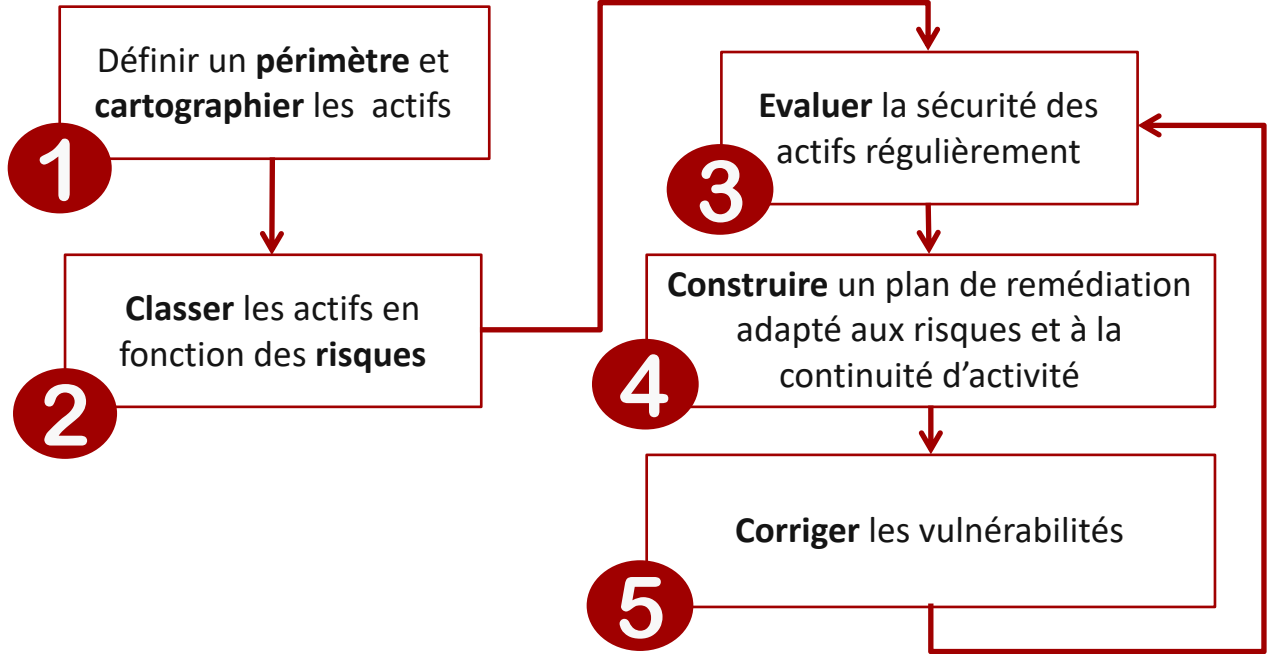 1
Définir un périmètre et
cartographier les actifs
2
Classer les actifs en
fonction des risques
3
Evaluer la sécurité des
actifs régulièrement
4
Construire un plan de remédiation
adapté aux risques et à la
continuité d’activité
5
Corriger les vulnérabilités